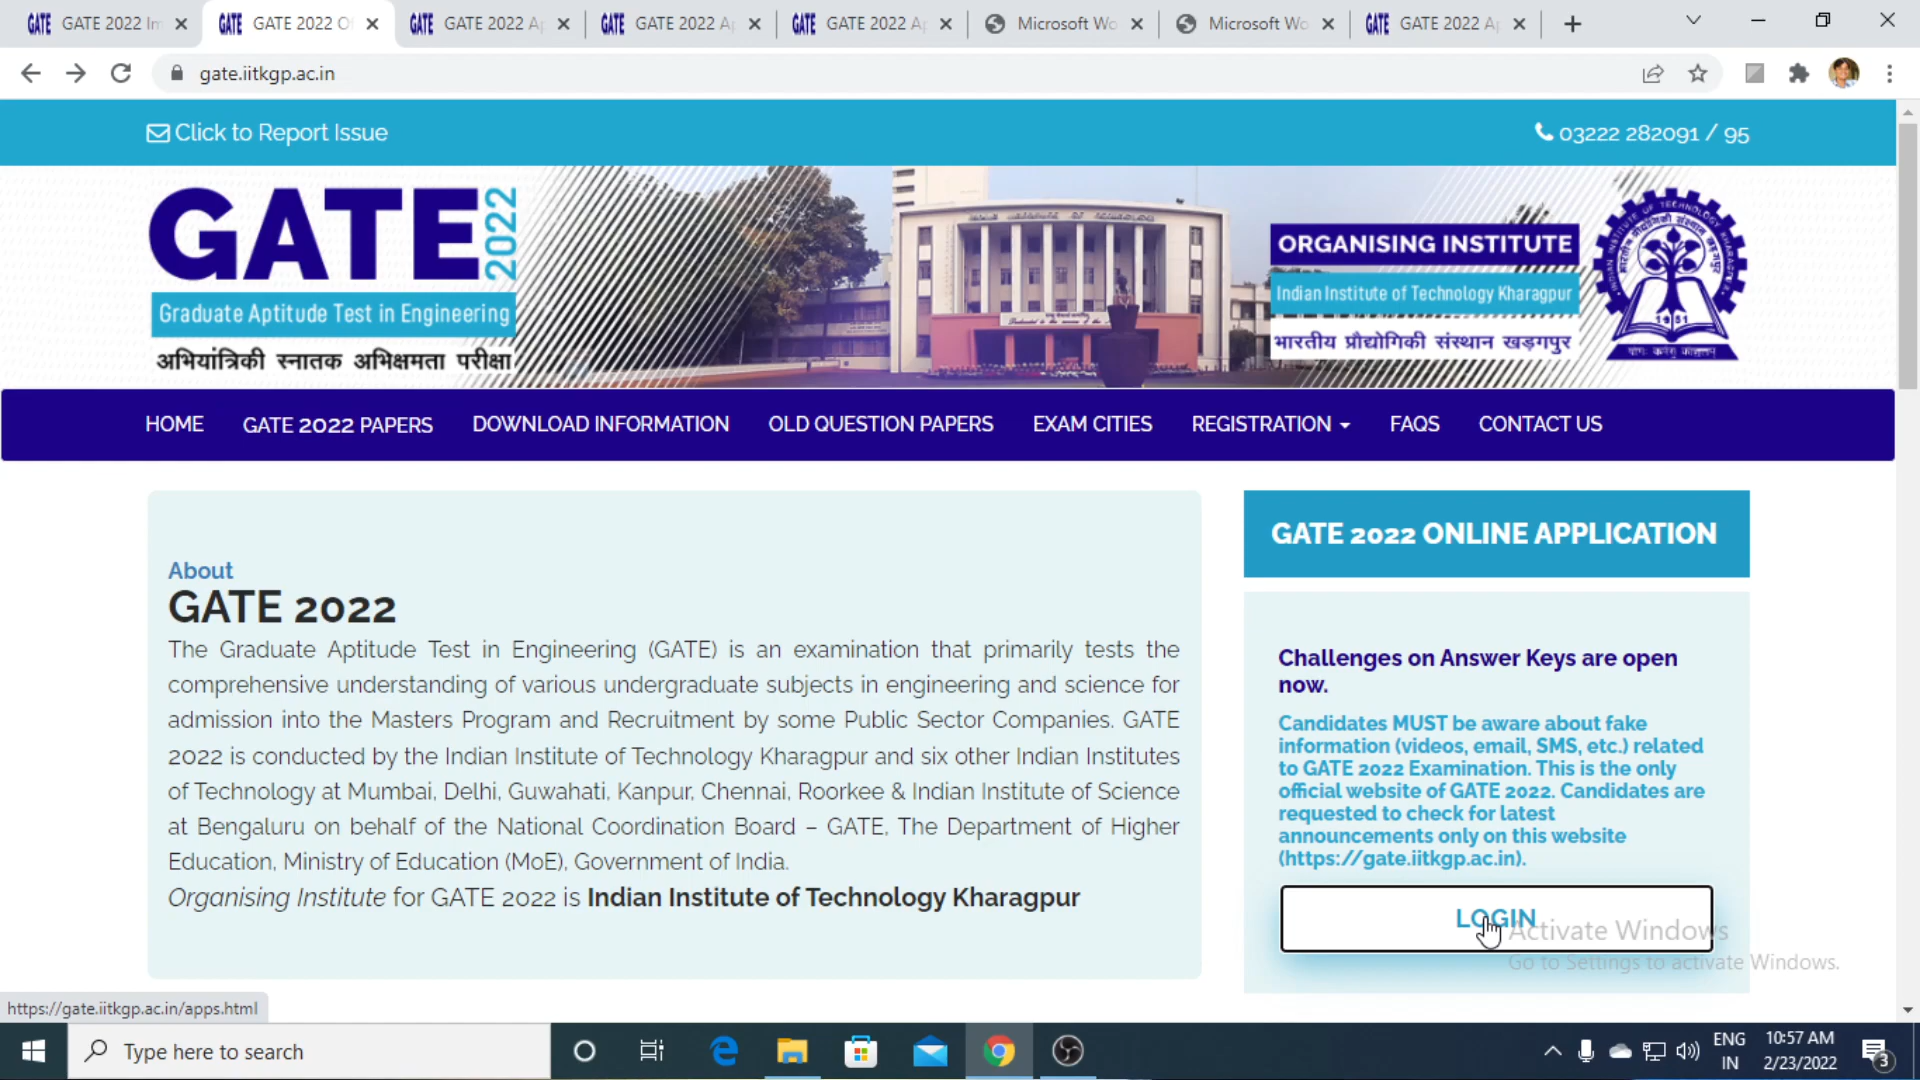 GATE 2022 Im
GATE 2022 Of
GATE 2022 Ap
GATE 2022 Ap
GATE 2022 Ap
Microsoft Wo
Microsoft Wo
GATE 2022 Ap
gate.iitkgp.ac.in
Click to Report Issue
03222 282091 / 95
GATE 2022
Graduate Aptitude Test in Engineering
अभियांत्रिकी स्नातक अभिक्षमता परीक्षा
ORGANISING INSTITUTE
Indian Institute of Technology Kharagpur
भारतीय प्रौद्योगिकी संस्थान खड़गपुर
1951
योगः कर्मसु कौशलम्
HOME
GATE 2022 PAPERS
DOWNLOAD INFORMATION
OLD QUESTION PAPERS
EXAM CITIES
REGISTRATION
FAQS
CONTACT US
About
GATE 2022
The Graduate Aptitude Test in Engineering (GATE) is an examination that primarily tests the
comprehensive understanding of various undergraduate subjects in engineering and science for
admission into the Masters Program and Recruitment by some Public Sector Companies. GATE
2022 is conducted by the Indian Institute of Technology Kharagpur and six other Indian Institutes
of Technology at Mumbai, Delhi, Guwahati, Kanpur, Chennai, Roorkee & Indian Institute of Science
at Bengaluru on behalf of the National Coordination Board – GATE, The Department of Higher
Education, Ministry of Education (MoE), Government of India.
Organising Institute for GATE 2022 is Indian Institute of Technology Kharagpur
GATE 2022 ONLINE APPLICATION
Challenges on Answer Keys are open
now.
Candidates MUST be aware about fake
information (videos, email, SMS, etc.) related
to GATE 2022 Examination. This is the only
official website of GATE 2022. Candidates are
requested to check for latest
announcements only on this website
(https://gate.iitkgp.ac.in).
LOGIN
Activate Windows
Go to Settings to activate Windows.
https://gate.iitkgp.ac.in/apps.html
Type here to search
ENG
IN
10:57 AM
2/23/2022
3